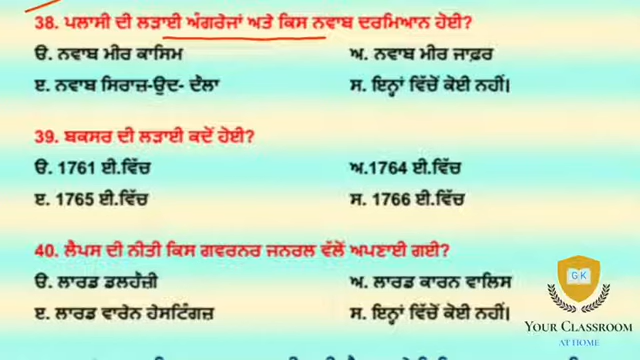 38. ਪਲਾਸੀ ਦੀ ਲੜਾਈ ਅੰਗਰੇਜਾਂ ਅਤੇ ਕਿਸ ਨਵਾਬ ਦਰਮਿਆਨ ਹੋਈ?
ੳ. ਨਵਾਬ ਮੀਰ ਕਾਸਿਮ ਅ. ਨਵਾਬ ਮੀਰ ਜਾਫ਼ਰ
ੲ. ਨਵਾਬ ਸਿਰਾਜ਼-ਉਦ- ਦੌਲਾ ਸ. ਇਨ੍ਹਾਂ ਵਿੱਚੋਂ ਕੋਈ ਨਹੀਂ।
39. ਬਕਸਰ ਦੀ ਲੜਾਈ ਕਦੋਂ ਹੋਈ?
ੳ. 1761 ਈ.ਵਿੱਚ ਅ.1764 ਈ.ਵਿੱਚ
ੲ. 1765 ਈ.ਵਿੱਚ ਸ. 1766 ਈ.ਵਿੱਚ
40. ਲੈਪਸ ਦੀ ਨੀਤੀ ਕਿਸ ਗਵਰਨਰ ਜਨਰਲ ਵੱਲੋਂ ਅਪਣਾਈ ਗਈ?
ੳ. ਲਾਰਡ ਡਲਹੌਜ਼ੀ ਅ. ਲਾਰਡ ਕਾਰਨ ਵਾਲਿਸ
ੲ. ਲਾਰਡ ਵਾਰੇਨ ਹੇਸਟਿੰਗਜ਼ ਸ. ਇਨ੍ਹਾਂ ਵਿੱਚੋਂ ਕੋਈ ਨਹੀਂ।
G K
YOUR CLASSROOM
AT HOME